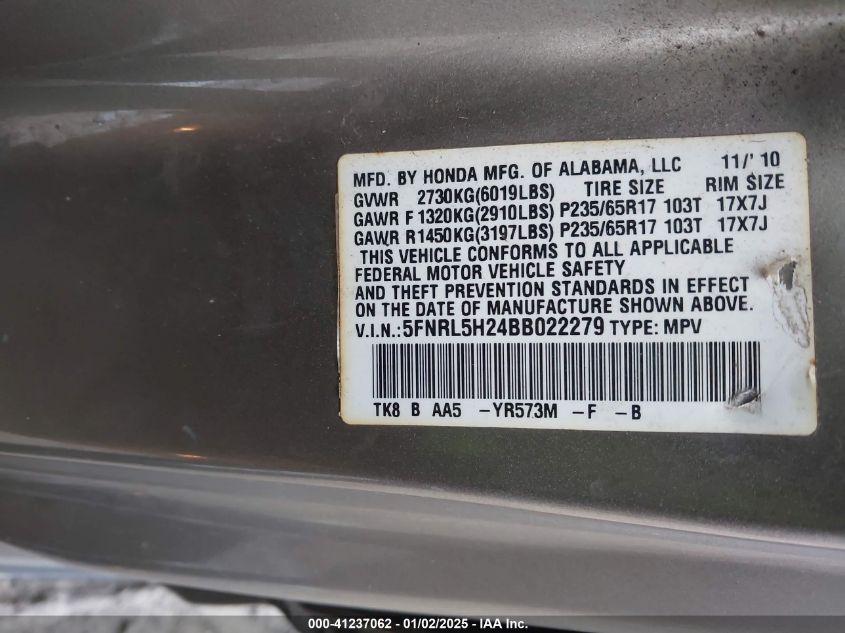 MFD. BY HONDA MFG. OF ALABAMA, LLC 11/' 10
GVWR 2730KG(6019LBS) TIRE SIZE RIM SIZE
GAWR F 1320KG(2910LBS) P235/65R17 103T 17X7J
GAWR R1450KG(3197LBS) P235/65R17 103T 17X7J
THIS VEHICLE CONFORMS TO ALL APPLICABLE
FEDERAL MOTOR VEHICLE SAFETY
AND THEFT PREVENTION STANDARDS IN EFFECT
ON THE DATE OF MANUFACTURE SHOWN ABOVE.
V.I.N.:5FNRL5H24BB022279 TYPE: MPV
TK8 B AA5 -YR573M -F -B
000-41237062 - 01/02/2025 - IAA Inc.